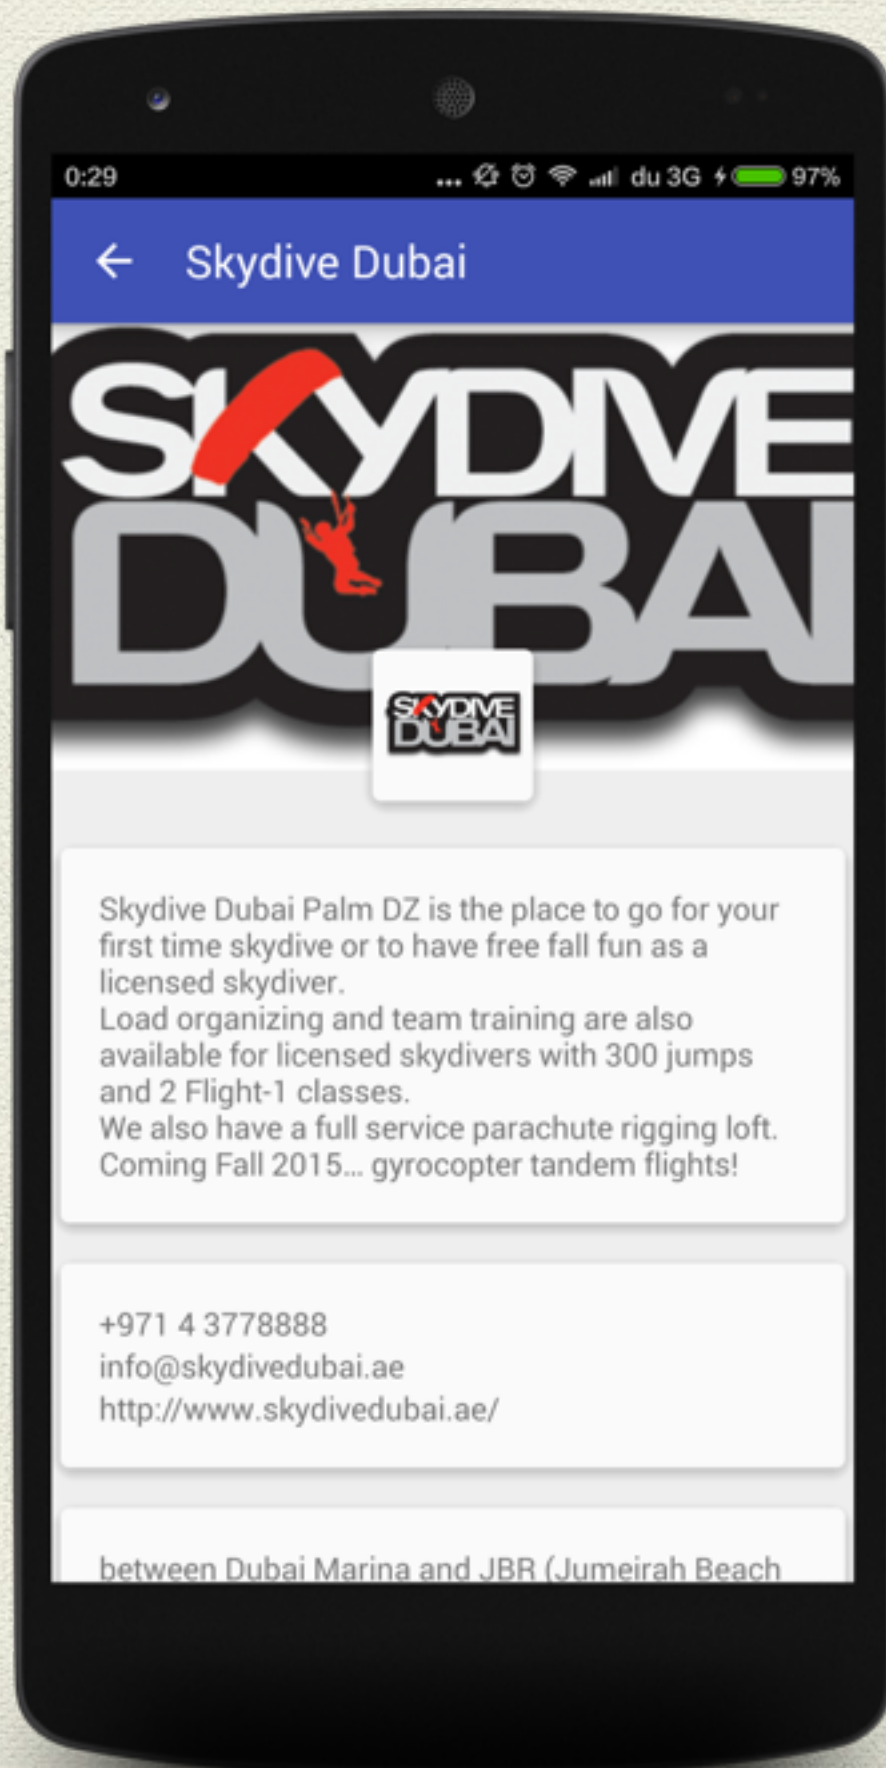 0:29 ... du 3G 97%
Skydive Dubai
SKYDIVE
DUBAI
SKYDIVE
DUBAI
Skydive Dubai Palm DZ is the place to go for your
first time skydive or to have free fall fun as a
licensed skydiver.
Load organizing and team training are also
available for licensed skydivers with 300 jumps
and 2 Flight-1 classes.
We also have a full service parachute rigging loft.
Coming Fall 2015... gyrocopter tandem flights!
+971 4 3778888
info@skydivedubai.ae
http://www.skydivedubai.ae/
between Dubai Marina and JBR (Jumeirah Beach